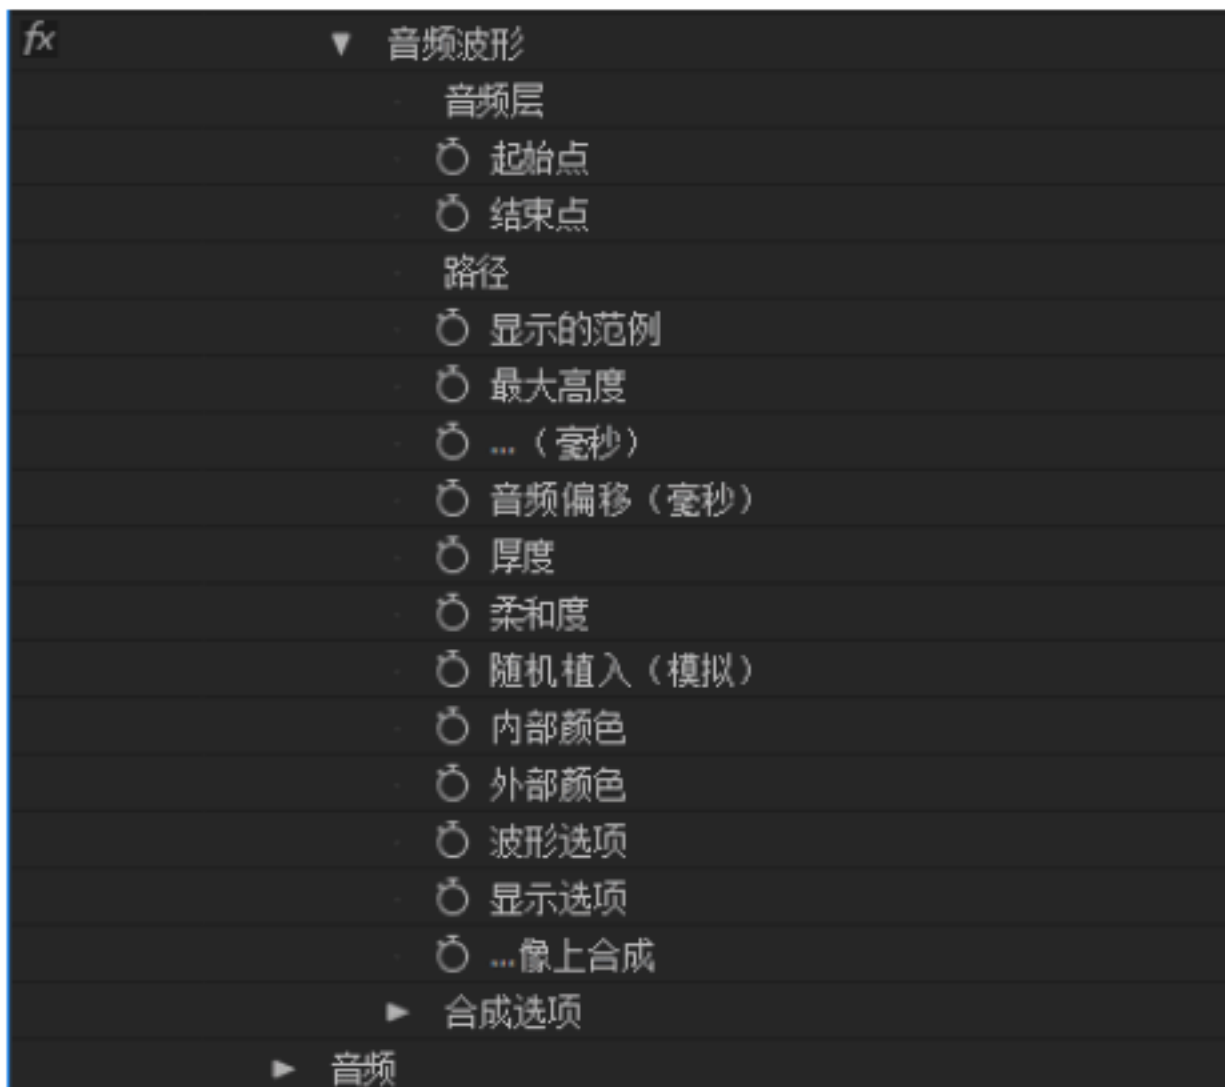 fx 音频波形
音频层
起始点
结束点
路径
显示的范例
最大高度
...（毫秒）
音频偏移（毫秒）
厚度
柔和度
随机植入（模拟）
内部颜色
外部颜色
波形选项
显示选项
...像上合成
合成选项
音频